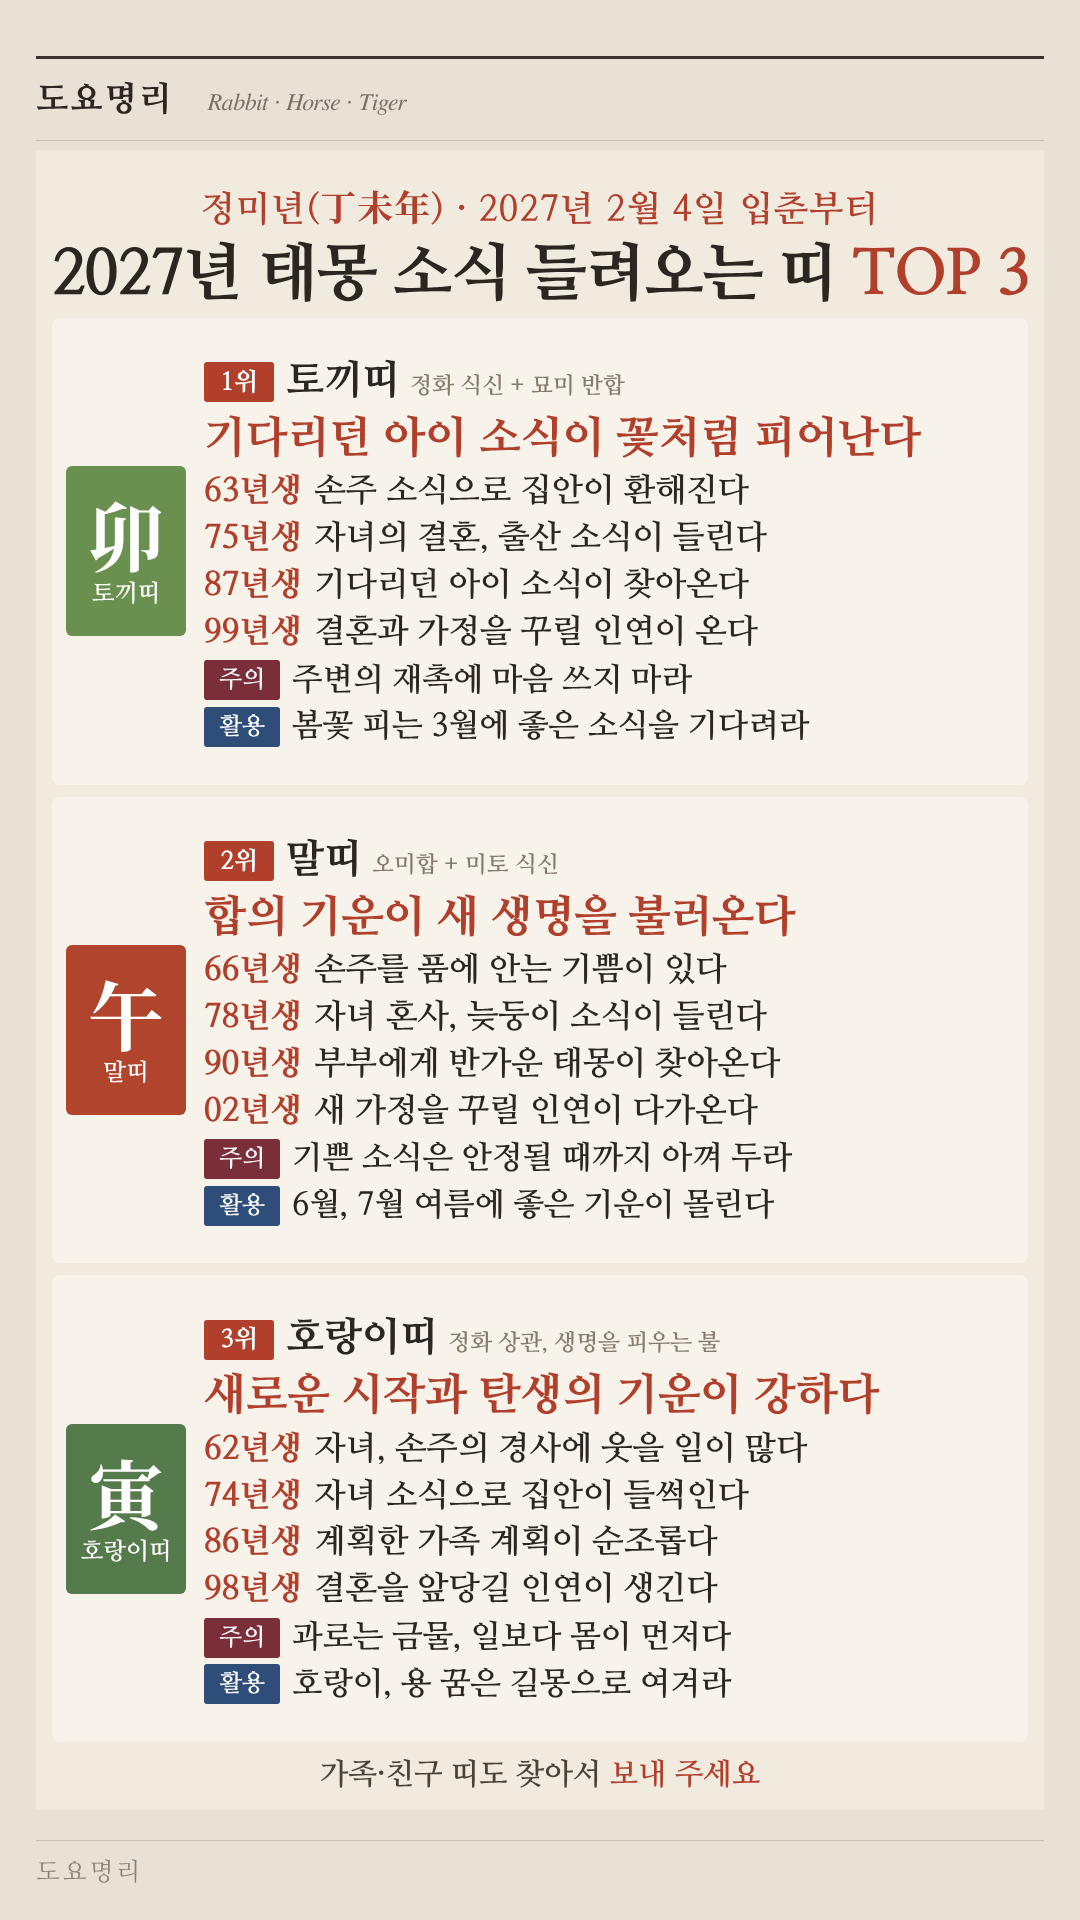 도요명리 Rabbit · Horse · Tiger
정미년(丁未年) · 2027년 2월 4일 입춘부터
2027년 태몽 소식 들려오는 띠 TOP 3
卯
토끼띠
1위 토끼띠 정화 식신 + 묘미 반합
기다리던 아이 소식이 꽃처럼 피어난다
63년생 손주 소식으로 집안이 환해진다
75년생 자녀의 결혼, 출산 소식이 들린다
87년생 기다리던 아이 소식이 찾아온다
99년생 결혼과 가정을 꾸릴 인연이 온다
주의 주변의 재촉에 마음 쓰지 마라
활용 봄꽃 피는 3월에 좋은 소식을 기다려라
午
말띠
2위 말띠 오미합 + 미토 식신
합의 기운이 새 생명을 불러온다
66년생 손주를 품에 안는 기쁨이 있다
78년생 자녀 혼사, 늦둥이 소식이 들린다
90년생 부부에게 반가운 태몽이 찾아온다
02년생 새 가정을 꾸릴 인연이 다가온다
주의 기쁜 소식은 안정될 때까지 아껴 두라
활용 6월, 7월 여름에 좋은 기운이 몰린다
寅
호랑이띠
3위 호랑이띠 정화 상관, 생명을 피우는 불
새로운 시작과 탄생의 기운이 강하다
62년생 자녀, 손주의 경사에 웃을 일이 많다
74년생 자녀 소식으로 집안이 들썩인다
86년생 계획한 가족 계획이 순조롭다
98년생 결혼을 앞당길 인연이 생긴다
주의 과로는 금물, 일보다 몸이 먼저다
활용 호랑이, 용 꿈은 길몽으로 여겨라
가족·친구 띠도 찾아서 보내 주세요
도요명리